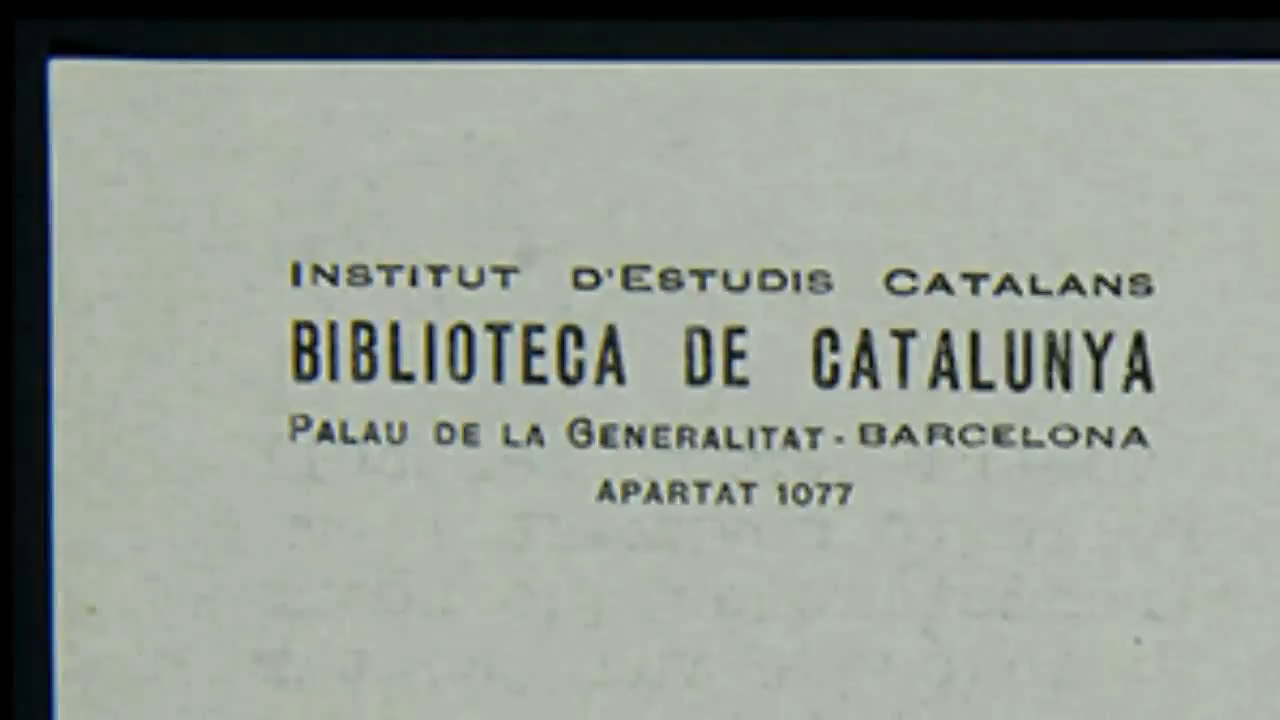 INSTITUT D'ESTUDIS CATALANS
BIBLIOTECA DE CATALUNYA
PALAU DE LA GENERALITAT - BARCELONA
APARTAT 1077